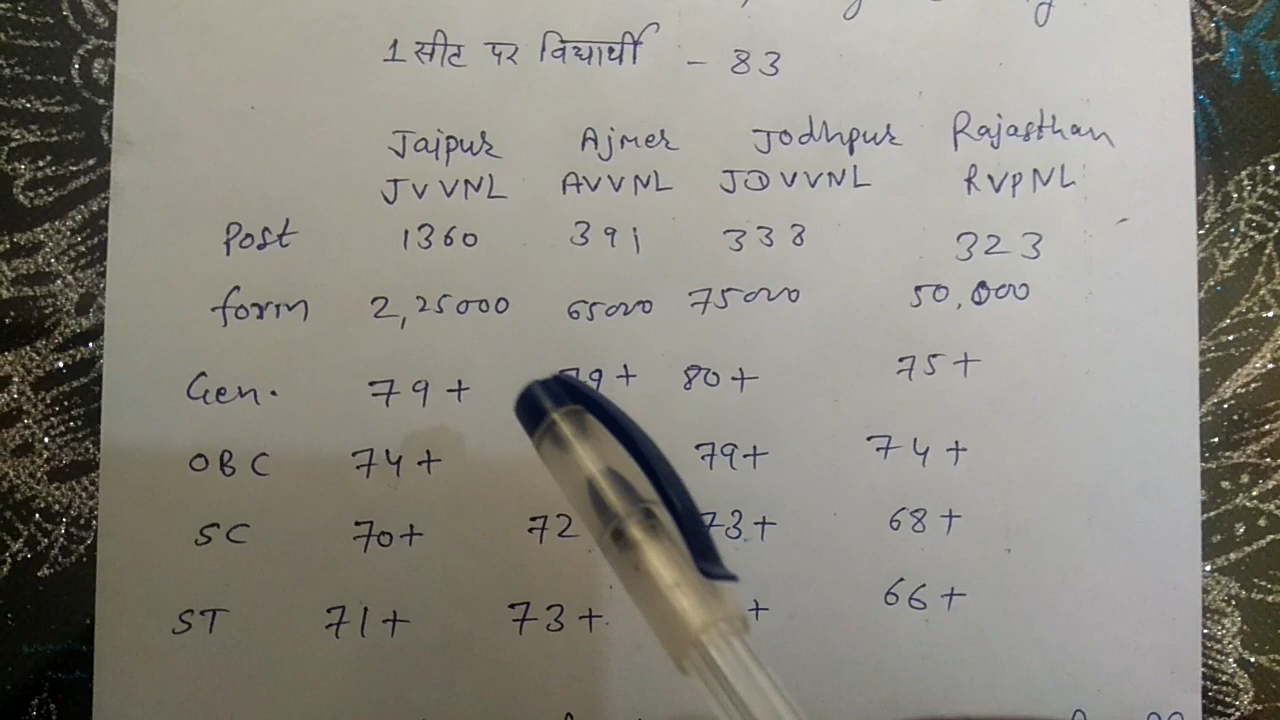 1 सीट पर विद्यार्थी - 83
Jaipur Ajmer Jodhpur Rajasthan
JVVNL AVVNL JDVVNL RVPNL
Post 1360 391 338 323
form 2,25000 65000 75000 50,000
Gen. 79+ 79+ 80+ 75+
OBC 74+ 79+ 74+
SC 70+ 72 73+ 68+
ST 71+ 73+ + 66+